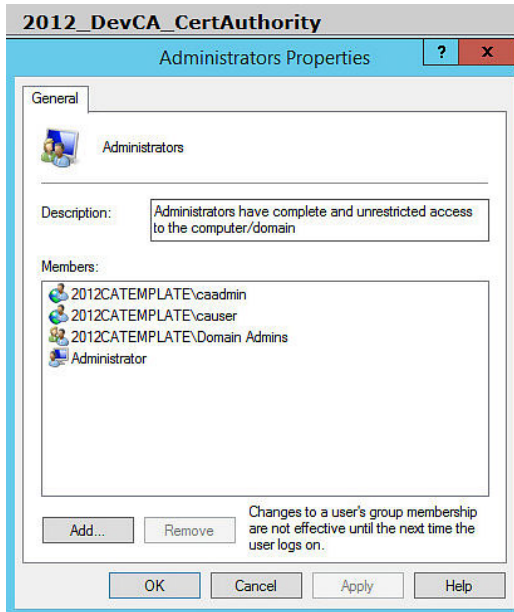 2012_DevCA_CertAuthority
Administrators Properties
?
x
General
Administrators
Description:
Administrators have complete and unrestricted access
to the computer/domain
Members:
2012CATEMPLATE\caadmin
2012CATEMPLATE\causer
2012CATEMPLATE\Domain Admins
Administrator
Add...
Remove
Changes to a user's group membership
are not effective until the next time the
user logs on.
OK
Cancel
Apply
Help